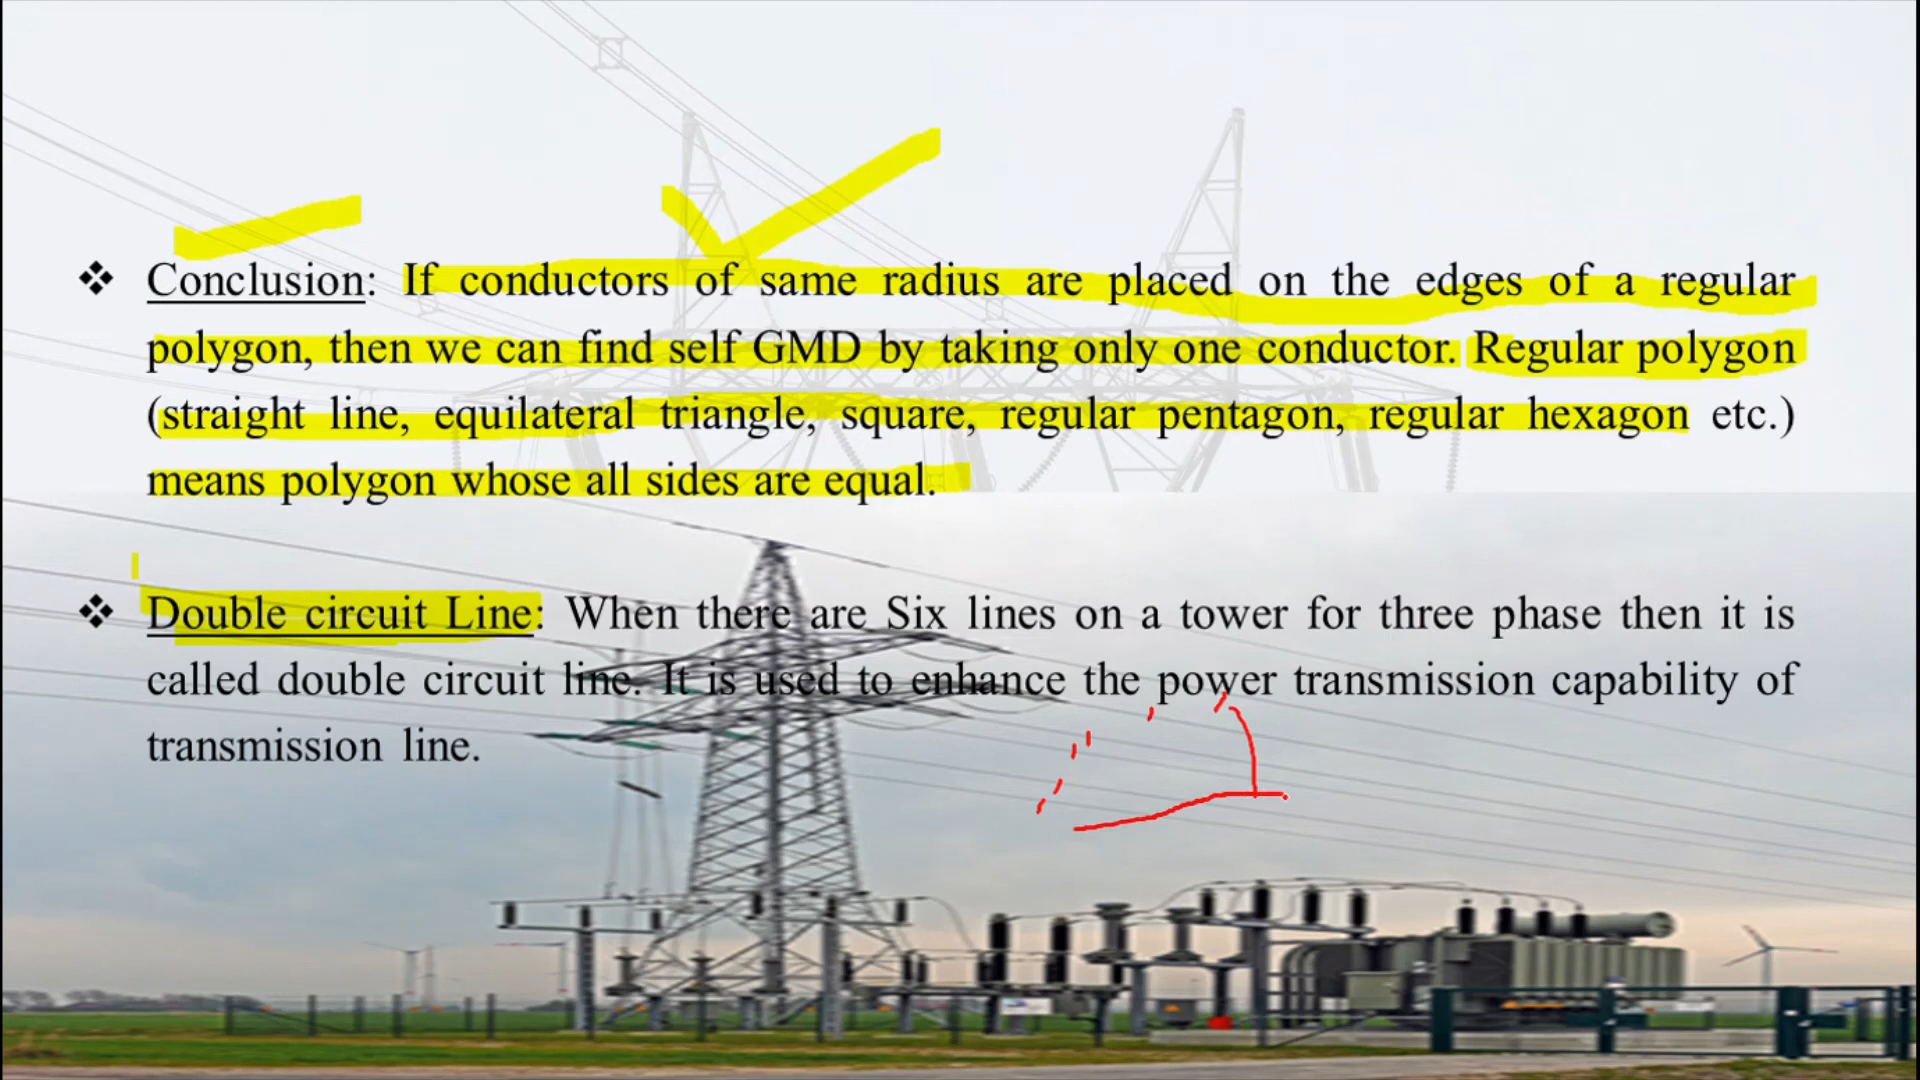 ❖ Conclusion: If conductors of same radius are placed on the edges of a regular
polygon, then we can find self GMD by taking only one conductor. Regular polygon
(straight line, equilateral triangle, square, regular pentagon, regular hexagon etc.)
means polygon whose all sides are equal.
❖ Double circuit Line: When there are Six lines on a tower for three phase then it is
called double circuit line. It is used to enhance the power transmission capability of
transmission line.